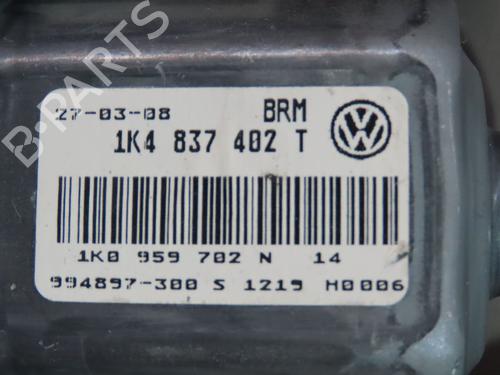 B-PARTS
27-03-08 BRM
1K4 837 402 T
1K0 959 702 N 14
994897-300 S 1219 H0006